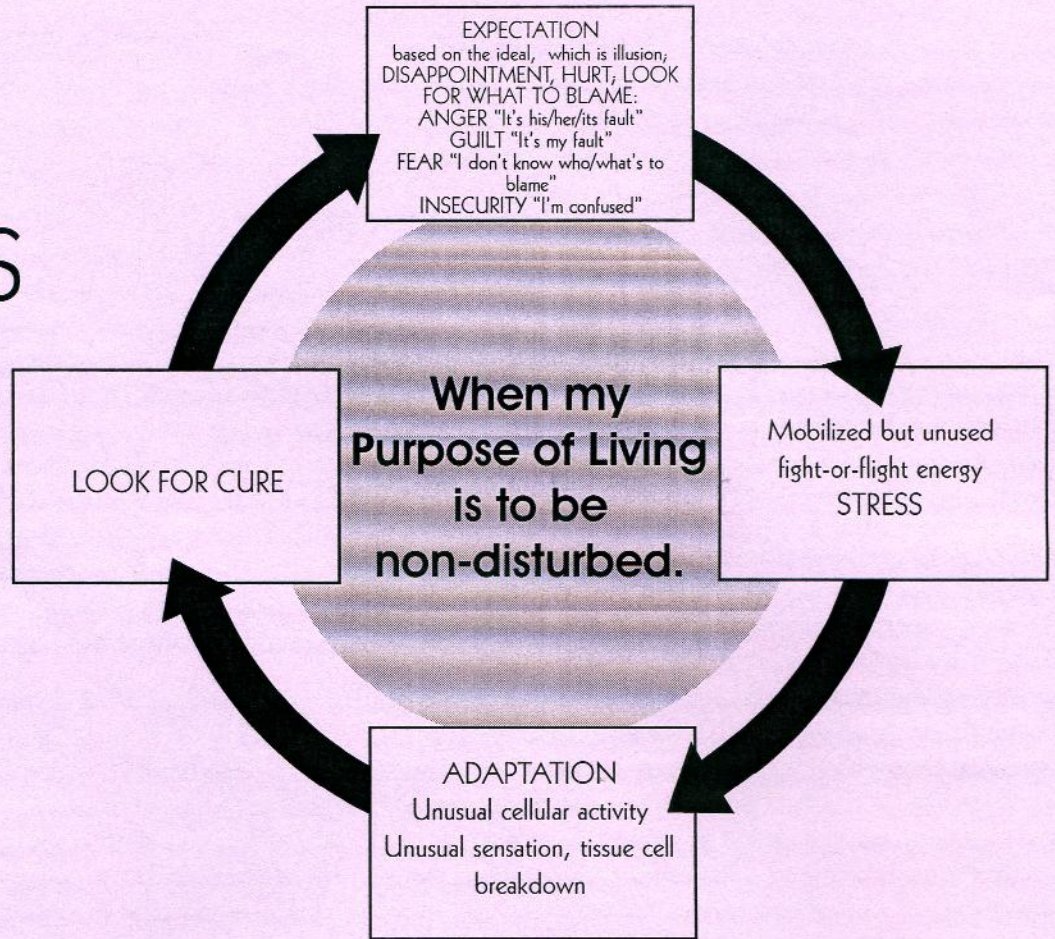 EXPECTATION
based on the ideal, which is illusion;
DISAPPOINTMENT, HURT; LOOK
FOR WHAT TO BLAME:
ANGER "It's his/her/its fault"
GUILT "It's my fault"
FEAR "I don't know who/what's to
blame"
INSECURITY "I'm confused"
S
When my
Purpose of Living
is to be
non-disturbed.
Mobilized but unused
fight-or-flight energy
STRESS
LOOK FOR CURE
ADAPTATION
Unusual cellular activity
Unusual sensation, tissue cell
breakdown